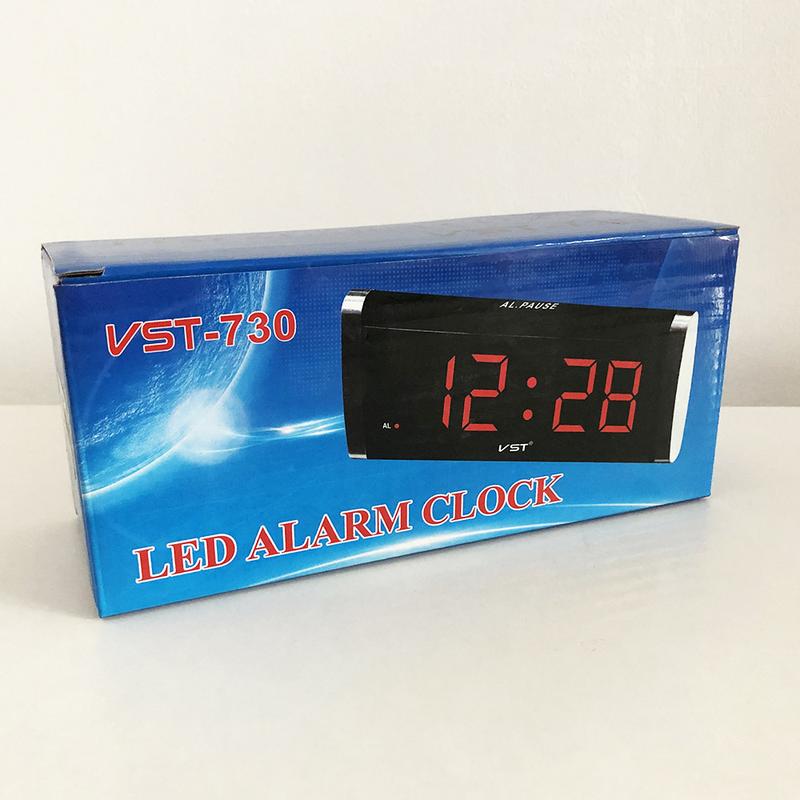 VST-730
AL.PAUSE
12:28
AL
VST®
LED ALARM CLOCK